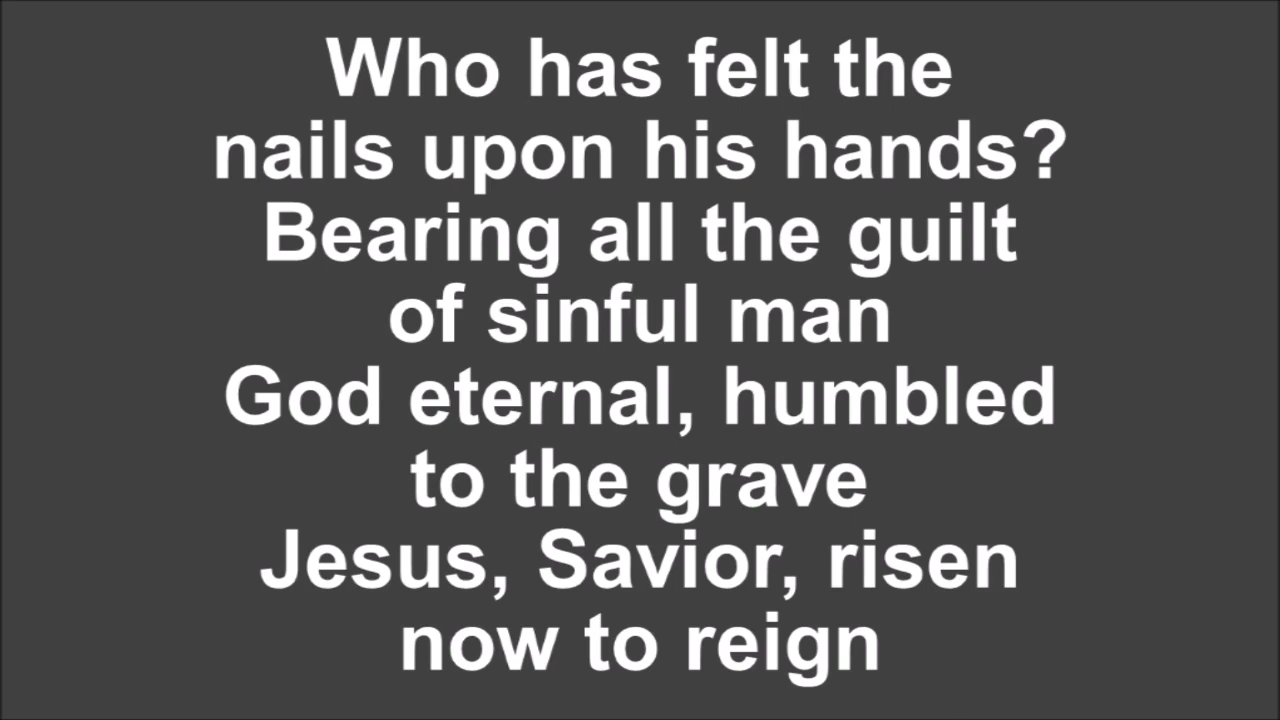 Who has felt the
nails upon his hands?
Bearing all the guilt
of sinful man
God eternal, humbled
to the grave
Jesus, Savior, risen
now to reign